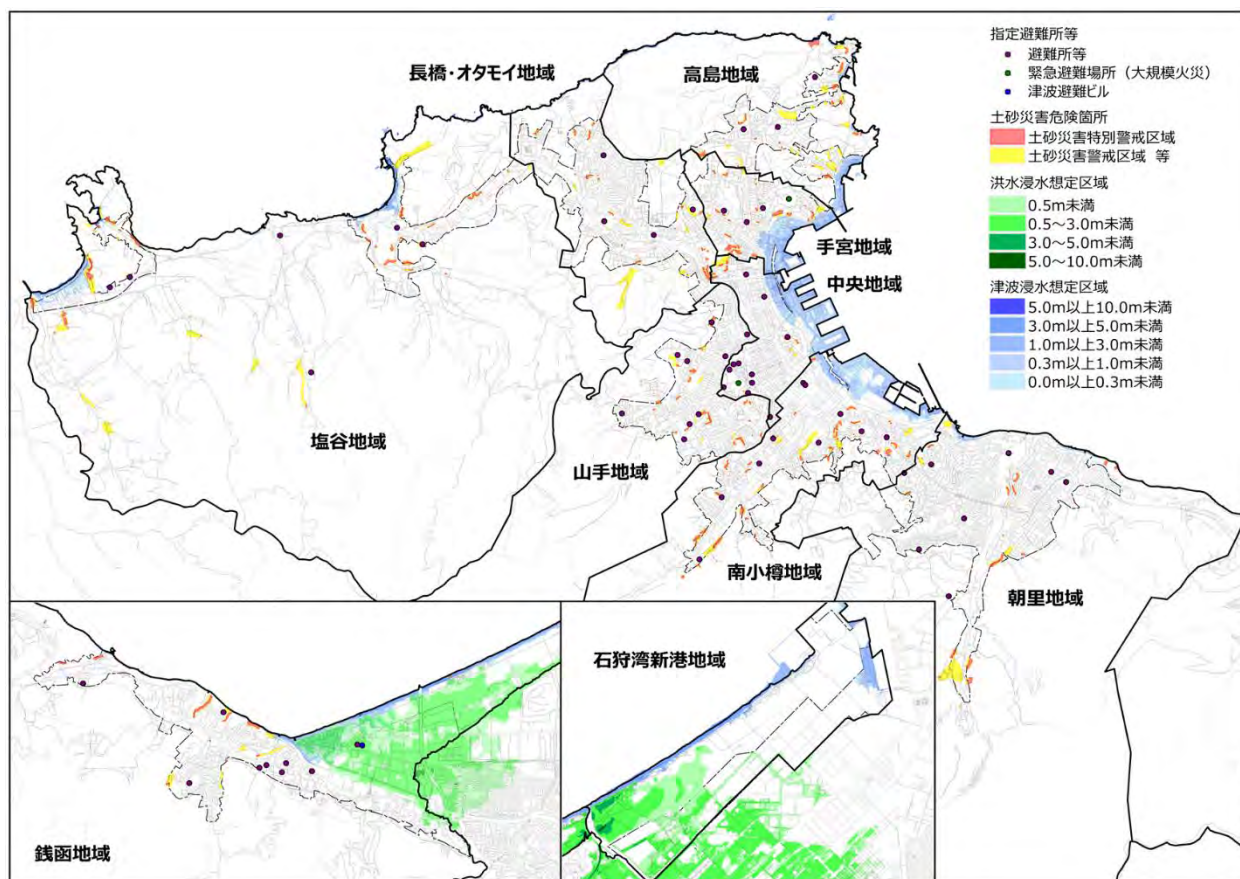 指定避難所等
避難所等
緊急避難場所（大規模火災）
津波避難ビル
土砂災害危険箇所
土砂災害特別警戒区域
土砂災害警戒区域 等
洪水浸水想定区域
0.5m未満
0.5～3.0m未満
3.0～5.0m未満
5.0～10.0m未満
津波浸水想定区域
5.0m以上10.0m未満
3.0m以上5.0m未満
1.0m以上3.0m未満
0.3m以上1.0m未満
0.0m以上0.3m未満
長橋・オタモイ地域
高島地域
手宮地域
中央地域
塩谷地域
山手地域
南小樽地域
朝里地域
銭函地域
石狩湾新港地域